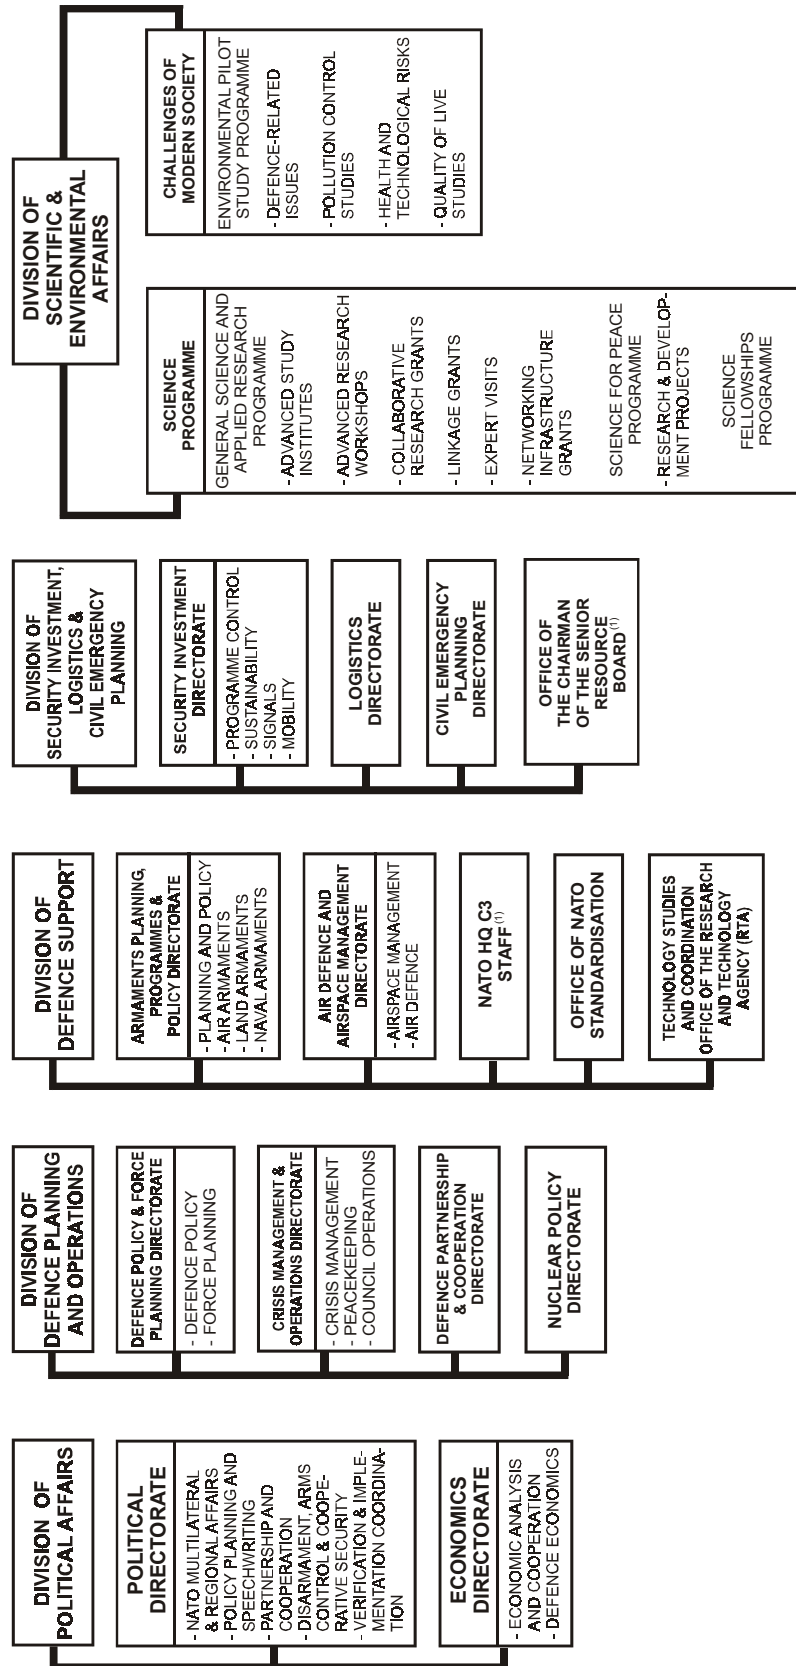 DIVISION OF
POLITICAL AFFAIRS
POLITICAL
DIRECTORATE
- NATO MULTILATERAL
& REGIONAL AFFAIRS
- POLICY PLANNING AND
SPEECHWRITING
- PARTNERSHIP AND
COOPERATION
- DISARMAMENT, ARMS
CONTROL & COOPE-
RATIVE SECURITY
- VERIFICATION & IMPLE-
MENTATION COORDINA-
TION
ECONOMICS
DIRECTORATE
- ECONOMIC ANALYSIS
AND COOPERATION
- DEFENCE ECONOMICS
DIVISION OF
DEFENCE PLANNING
AND OPERATIONS
DEFENCE POLICY & FORCE
PLANNING DIRECTORATE
- DEFENCE POLICY
- FORCE PLANNING
CRISIS MANAGEMENT &
OPERATIONS DIRECTORATE
- CRISIS MANAGEMENT
- PEACEKEEPING
- COUNCIL OPERATIONS
DEFENCE PARTNERSHIP
& COOPERATION
DIRECTORATE
NUCLEAR POLICY
DIRECTORATE
DIVISION OF
DEFENCE SUPPORT
ARMAMENTS PLANNING,
PROGRAMMES &
POLICY DIRECTORATE
- PLANNING AND POLICY
- AIR ARMAMENTS
- LAND ARMAMENTS
- NAVAL ARMAMENTS
AIR DEFENCE AND
AIRSPACE MANAGEMENT
DIRECTORATE
- AIRSPACE MANAGEMENT
- AIR DEFENCE
NATO HQ C3
STAFF (1)
OFFICE OF NATO
STANDARDISATION
TECHNOLOGY STUDIES
AND COORDINATION
OFFICE OF THE RESEARCH
AND TECHNOLOGY
AGENCY (RTA)
DIVISION OF
SECURITY INVESTMENT,
LOGISTICS &
CIVIL EMERGENCY
PLANNING
SECURITY INVESTMENT
DIRECTORATE
- PROGRAMME CONTROL
- SUSTAINABILITY
- SIGNALS
- MOBILITY
LOGISTICS
DIRECTORATE
CIVIL EMERGENCY
PLANNING
DIRECTORATE
OFFICE OF
THE CHAIRMAN
OF THE SENIOR
RESOURCE
BOARD (1)
DIVISION OF
SCIENTIFIC &
ENVIRONMENTAL
AFFAIRS
SCIENCE
PROGRAMME
GENERAL SCIENCE AND
APPLIED RESEARCH
PROGRAMME
- ADVANCED STUDY
INSTITUTES
- ADVANCED RESEARCH
WORKSHOPS
- COLLABORATIVE
RESEARCH GRANTS
- LINKAGE GRANTS
- EXPERT VISITS
- NETWORKING
INFRASTRUCTURE
GRANTS
SCIENCE FOR PEACE
PROGRAMME
- RESEARCH & DEVELOP-
MENT PROJECTS
SCIENCE
FELLOWSHIPS
PROGRAMME
CHALLENGES OF
MODERN SOCIETY
ENVIRONMENTAL PILOT
STUDY PROGRAMME
- DEFENCE-RELATED
ISSUES
- POLLUTION CONTROL
STUDIES
- HEALTH AND
TECHNOLOGICAL RISKS
- QUALITY OF LIVE
STUDIES